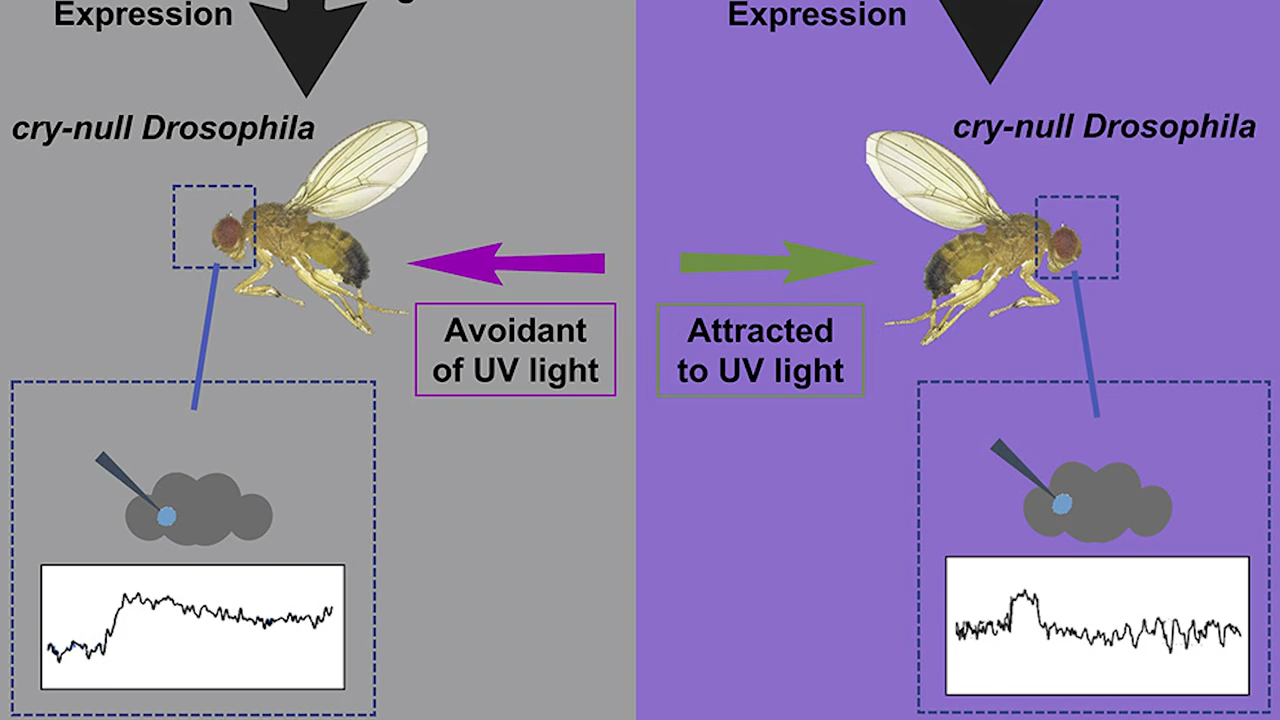 Expression
Expression
cry-null Drosophila
cry-null Drosophila
Avoidant
of UV light
Attracted
to UV light